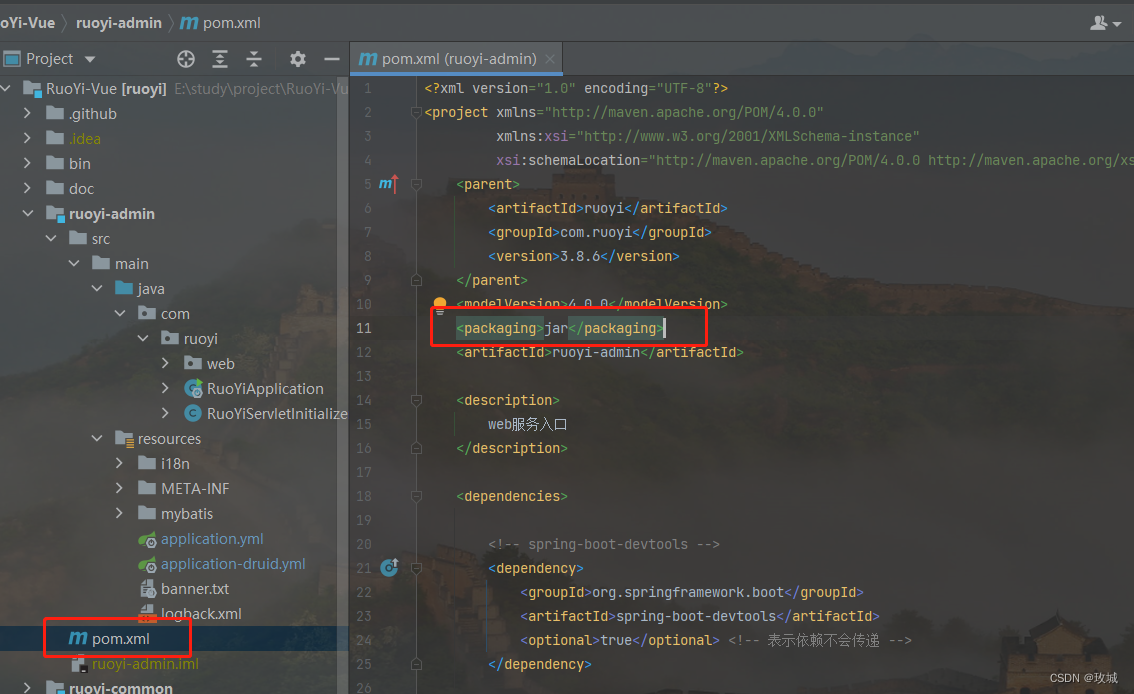 oYi-Vue 〉 ruoyi-admin 〉 m pom.xml
Project
RuoYi-Vue [ruoyi] E:\study\project\RuoYi-Vu
.github
.idea
bin
doc
ruoyi-admin
src
main
java
com
ruoyi
web
RuoYiApplication
RuoYiServletInitialize
resources
i18n
META-INF
mybatis
application.yml
application-druid.yml
banner.txt
logback.xml
m pom.xml
ruoyi-admin.iml
ruoyi-common
m pom.xml (ruoyi-admin)
1 <?xml version="1.0" encoding="UTF-8"?>
2 <project xmlns="http://maven.apache.org/POM/4.0.0"
3 xmlns:xsi="http://www.w3.org/2001/XMLSchema-instance"
4 xsi:schemaLocation="http://maven.apache.org/POM/4.0.0 http://maven.apache.org/xs
5 m <parent>
6 <artifactId>ruoyi</artifactId>
7 <groupId>com.ruoyi</groupId>
8 <version>3.8.6</version>
9 </parent>
10 <modelVersion>4.0.0</modelVersion>
11 <packaging>jar</packaging>
12 <artifactId>ruoyi-admin</artifactId>
13
14 <description>
15 web服务入口
16 </description>
17
18 <dependencies>
19
20 <!-- spring-boot-devtools -->
21 <dependency>
22 <groupId>org.springframework.boot</groupId>
23 <artifactId>spring-boot-devtools</artifactId>
24 <optional>true</optional> <!-- 表示依赖不会传递 -->
25 </dependency>
26
CSDN @玫城